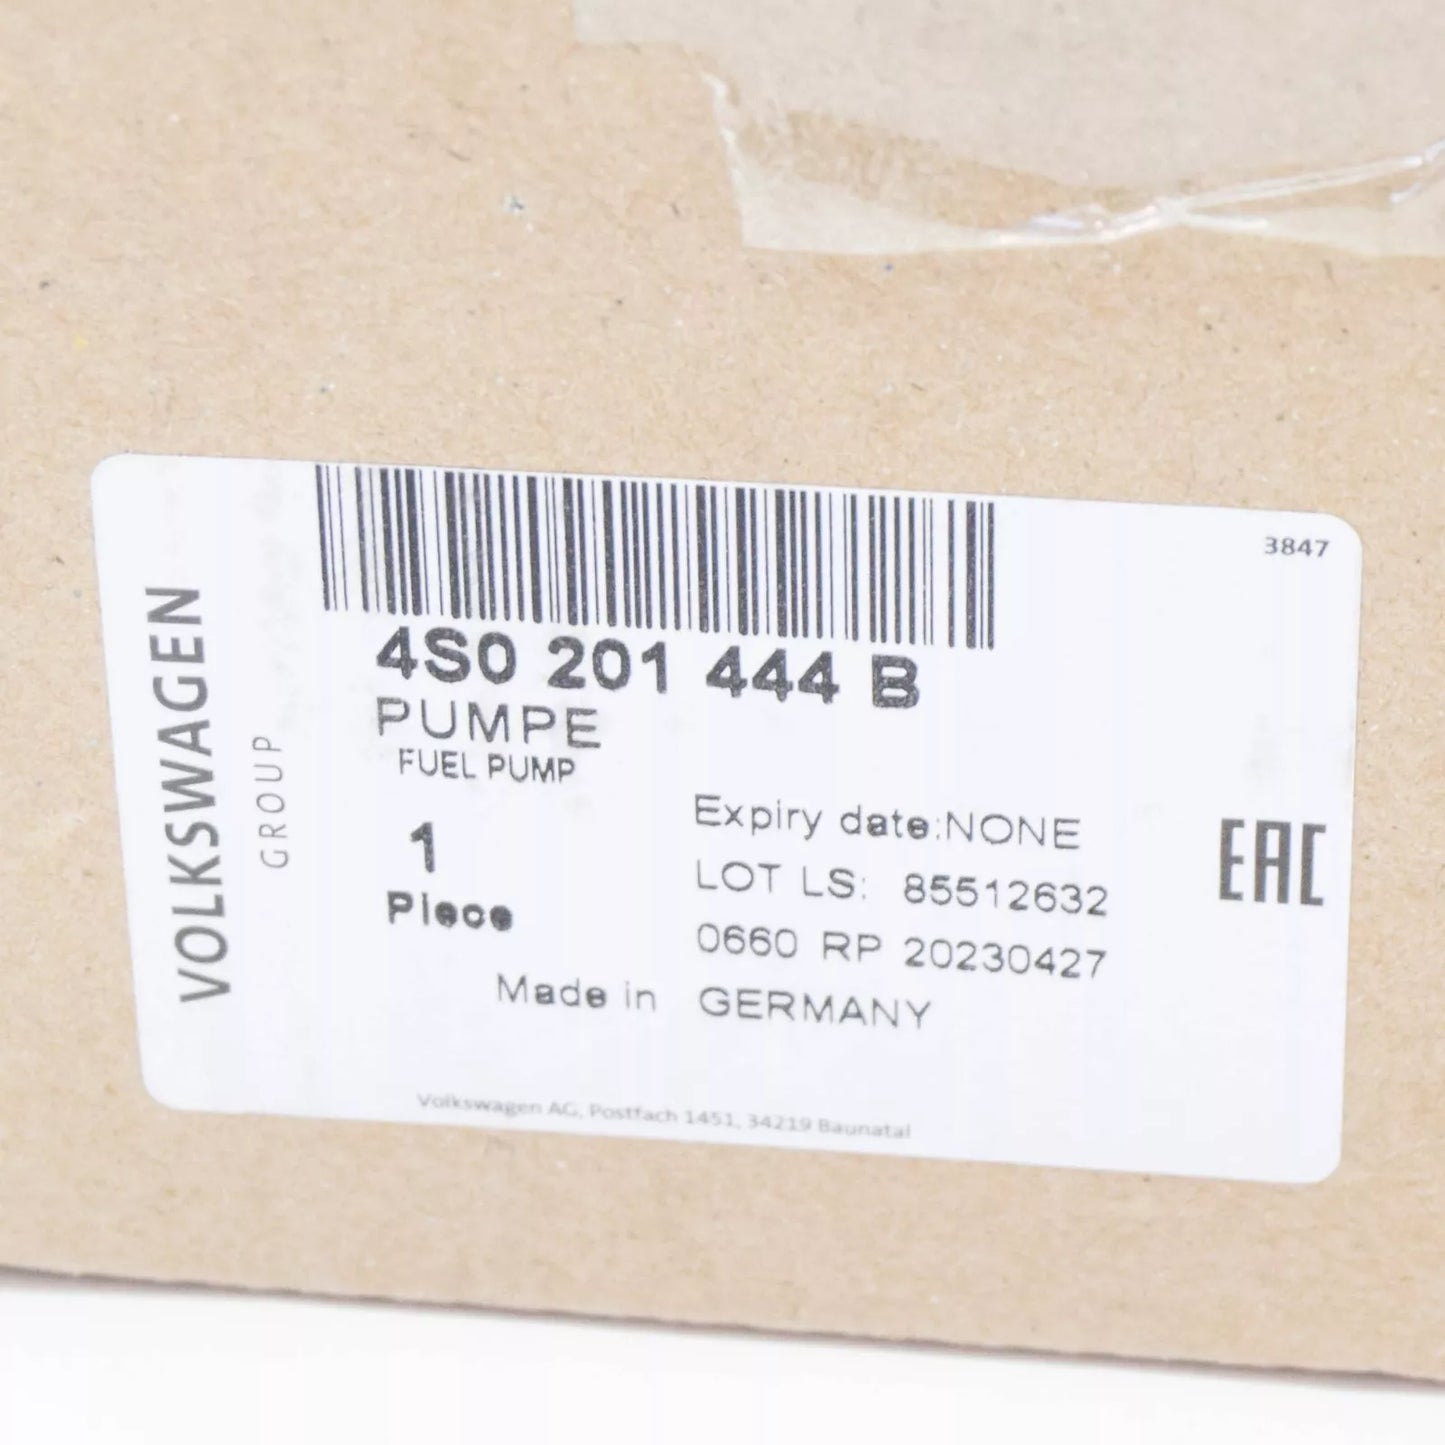 3847
VOLKSWAGEN
GROUP
4S0 201 444 B
PUMPE
FUEL PUMP
1
Piece
Expiry date:NONE
LOT LS: 85512632
0660 RP 20230427
Made in GERMANY
EAC
Volkswagen AG, Postfach 1451, 34219 Baunatal